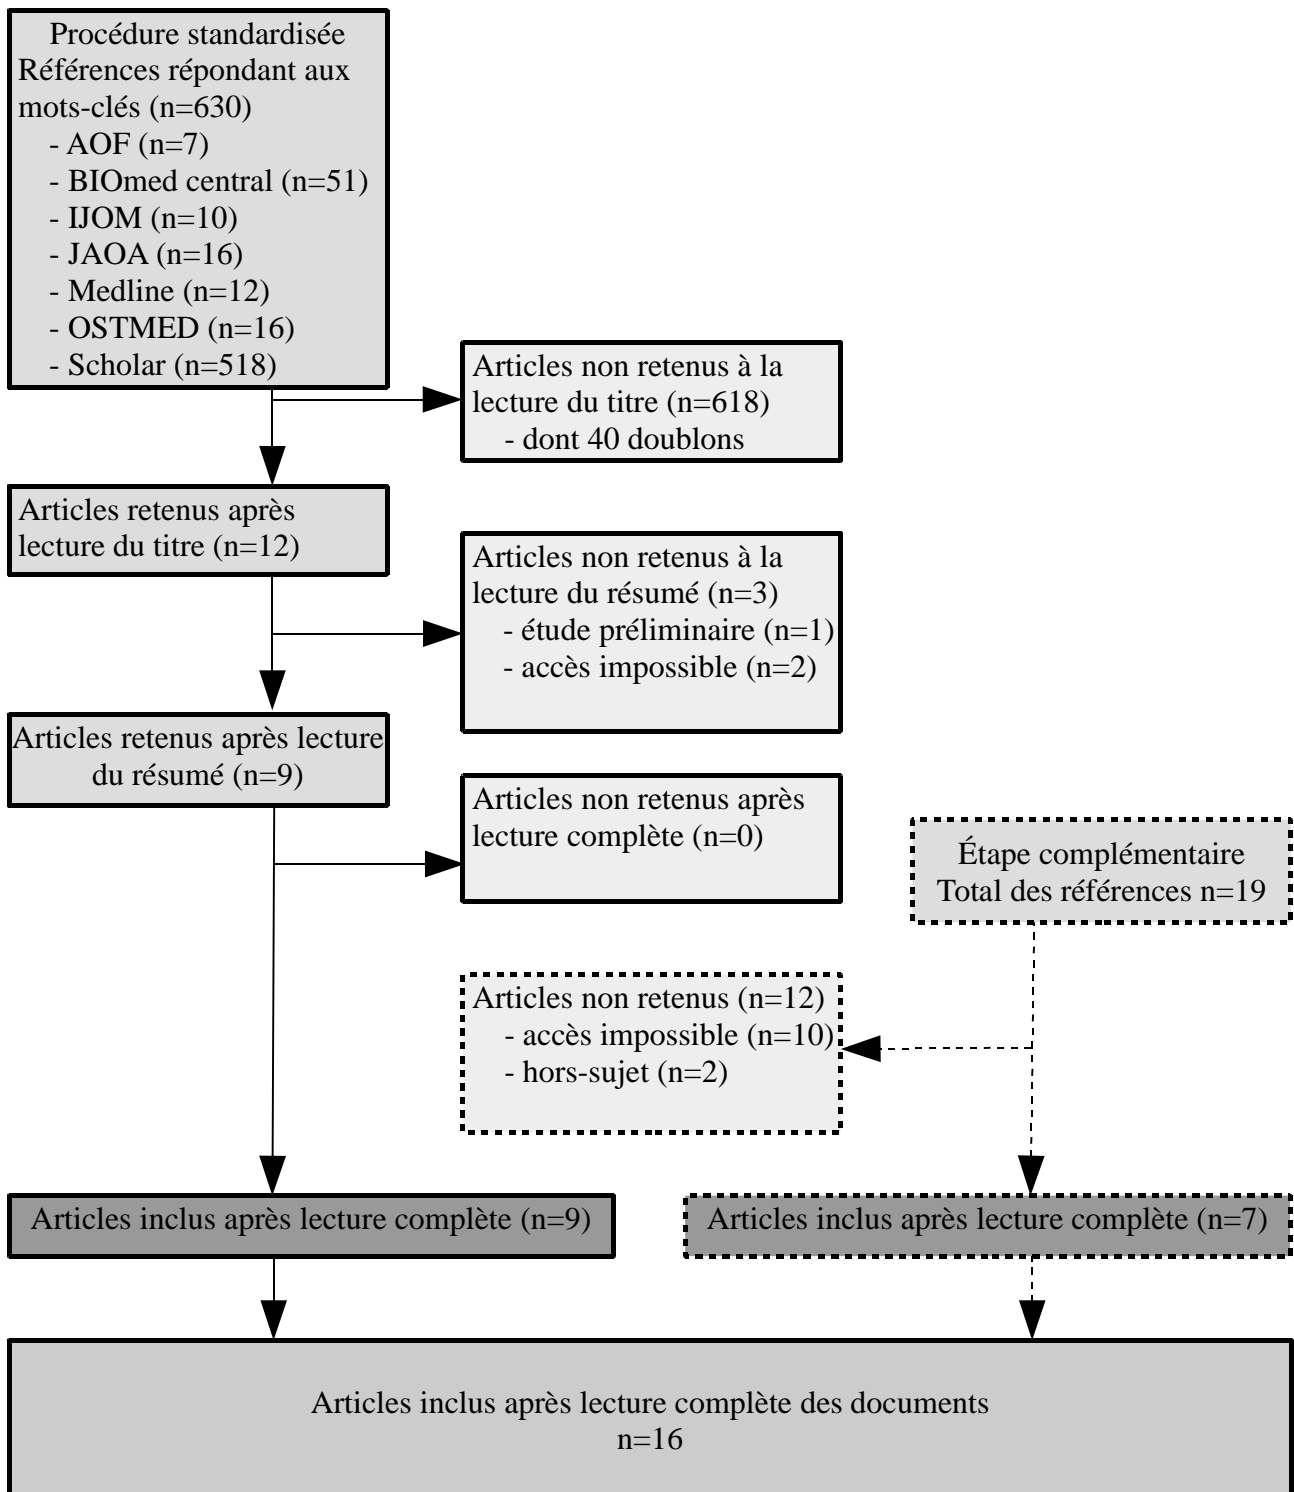 Procédure standardisée
Références répondant aux
mots-clés (n=630)
- AOF (n=7)
- BIOmed central (n=51)
- IJOM (n=10)
- JAOA (n=16)
- Medline (n=12)
- OSTMED (n=16)
- Scholar (n=518)
Articles non retenus à la
lecture du titre (n=618)
- dont 40 doublons
Articles retenus après
lecture du titre (n=12)
Articles non retenus à la
lecture du résumé (n=3)
- étude préliminaire (n=1)
- accès impossible (n=2)
Articles retenus après lecture
du résumé (n=9)
Articles non retenus après
lecture complète (n=0)
Étape complémentaire
Total des références n=19
Articles non retenus (n=12)
- accès impossible (n=10)
- hors-sujet (n=2)
Articles inclus après lecture complète (n=9)
Articles inclus après lecture complète (n=7)
Articles inclus après lecture complète des documents
n=16